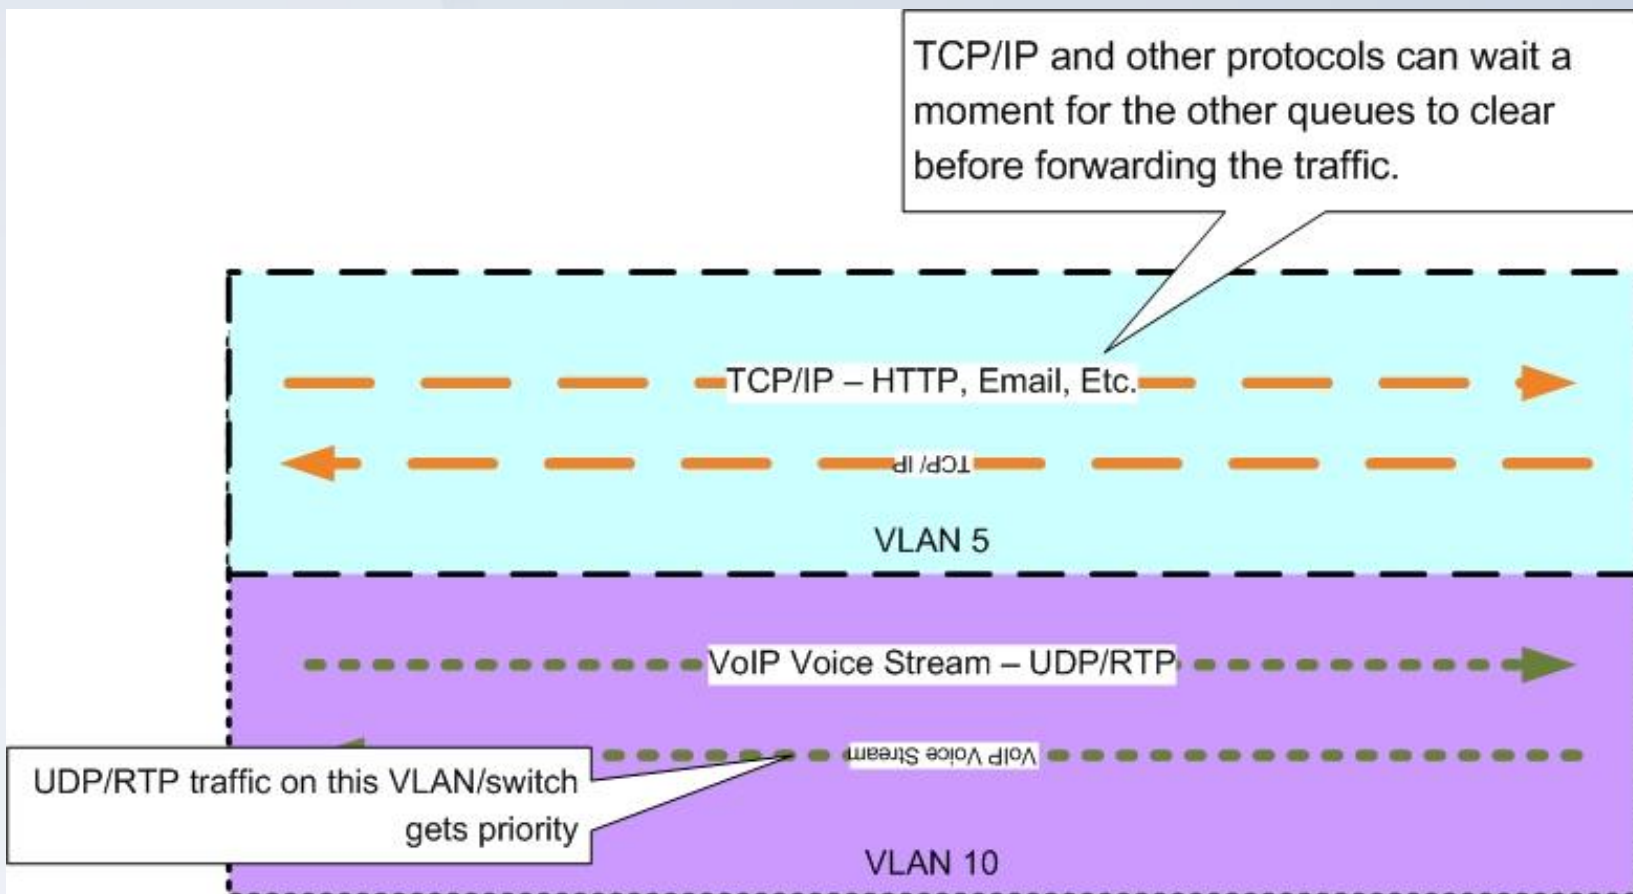 TCP/IP and other protocols can wait a
moment for the other queues to clear
before forwarding the traffic.
TCP/IP – HTTP, Email, Etc.
TCP/ IP
VLAN 5
VoIP Voice Stream – UDP/RTP
VoIP Voice Stream
UDP/RTP traffic on this VLAN/switch
gets priority
VLAN 10